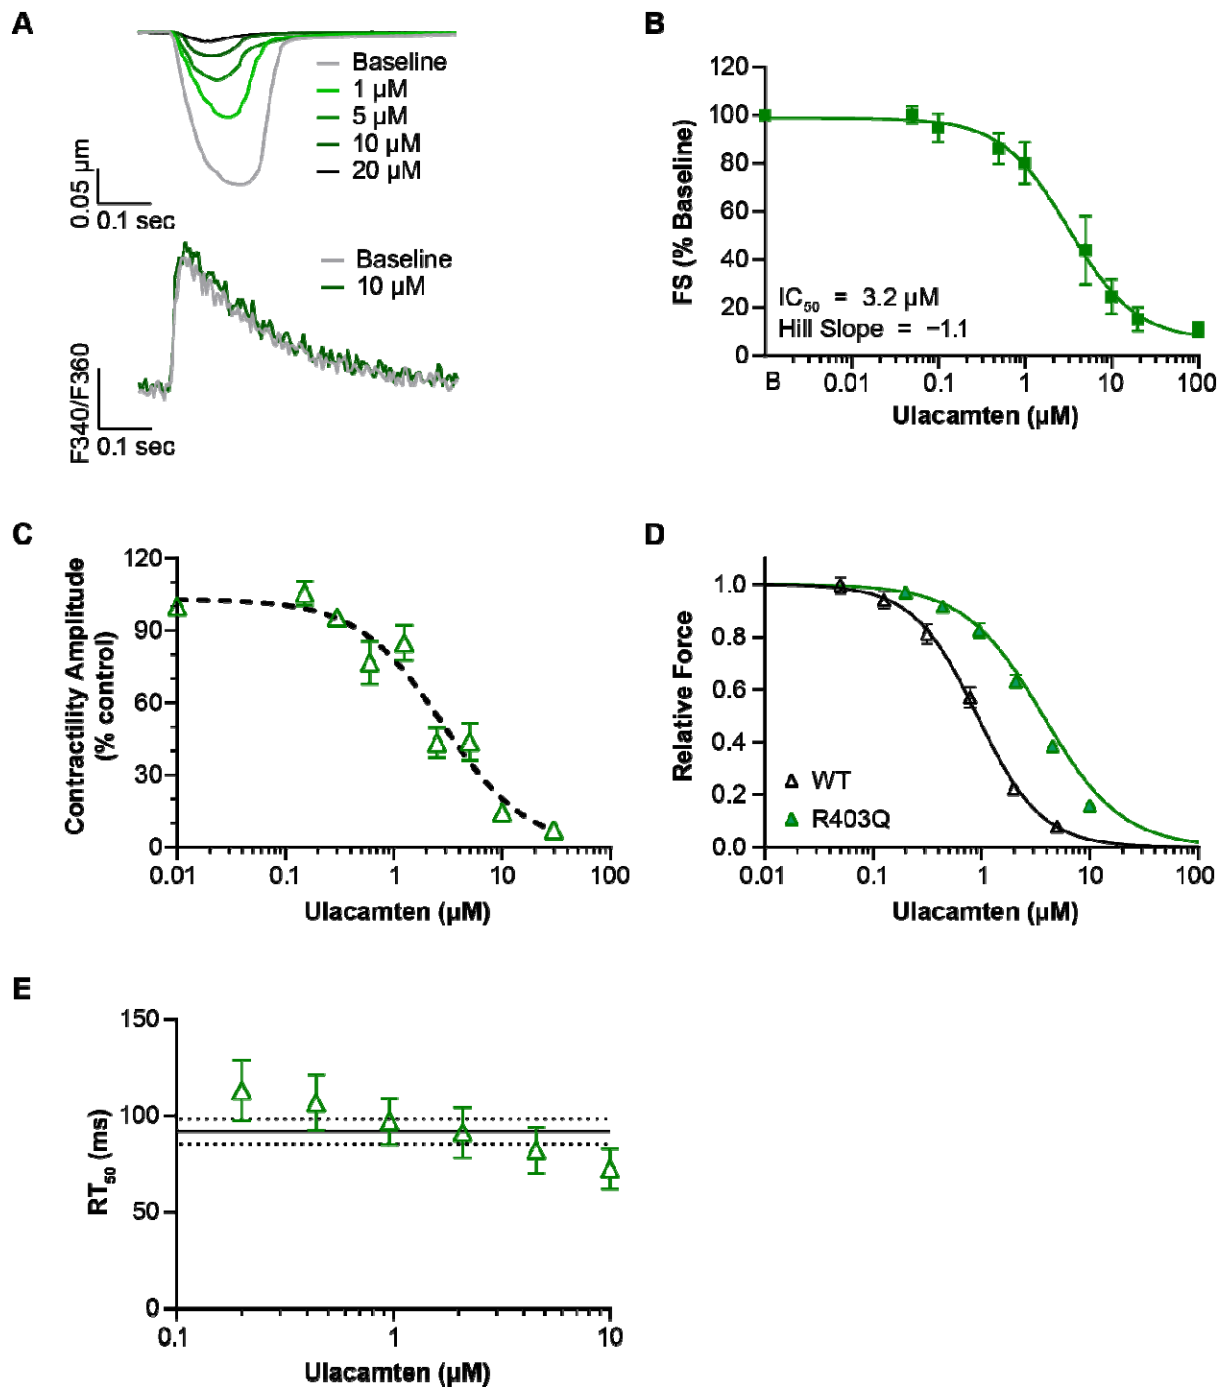 A
Baseline
1 µM
5 µM
10 µM
20 µM
0.05 µm
0.1 sec
Baseline
10 µM
F340/F360
0.1 sec
B
120
100
80
60
40
20
0
FS (% Baseline)
IC50 = 3.2 µM
Hill Slope = −1.1
B
0.01 0.1 1 10 100
Ulacamten (µM)
C
120
90
60
30
0
Contractility Amplitude
(% control)
0.01 0.1 1 10 100
Ulacamten (µM)
D
1.0
0.8
0.6
0.4
0.2
0.0
Relative Force
WT
R403Q
0.01 0.1 1 10 100
Ulacamten (µM)
E
150
100
50
0
RT50 (ms)
0.1 1 10
Ulacamten (µM)